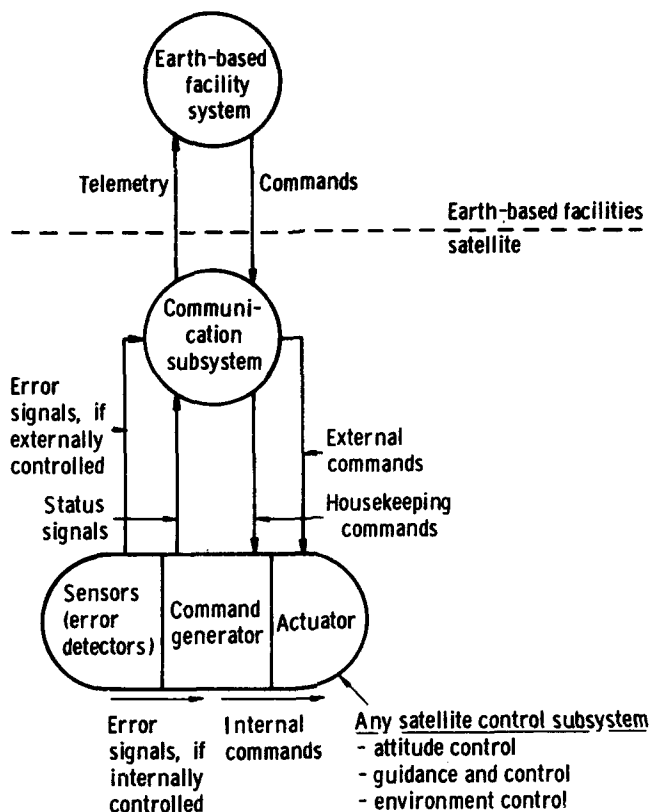 Earth-based
facility
system
Telemetry
Commands
Earth-based facilities
satellite
Communi-
cation
subsystem
Error
signals, if
externally
controlled
External
commands
Status
signals
Housekeeping
commands
Sensors
(error
detectors)
Command
generator
Actuator
Error
signals, if
internally
controlled
Internal
commands
Any satellite control subsystem
- attitude control
- guidance and control
- environment control